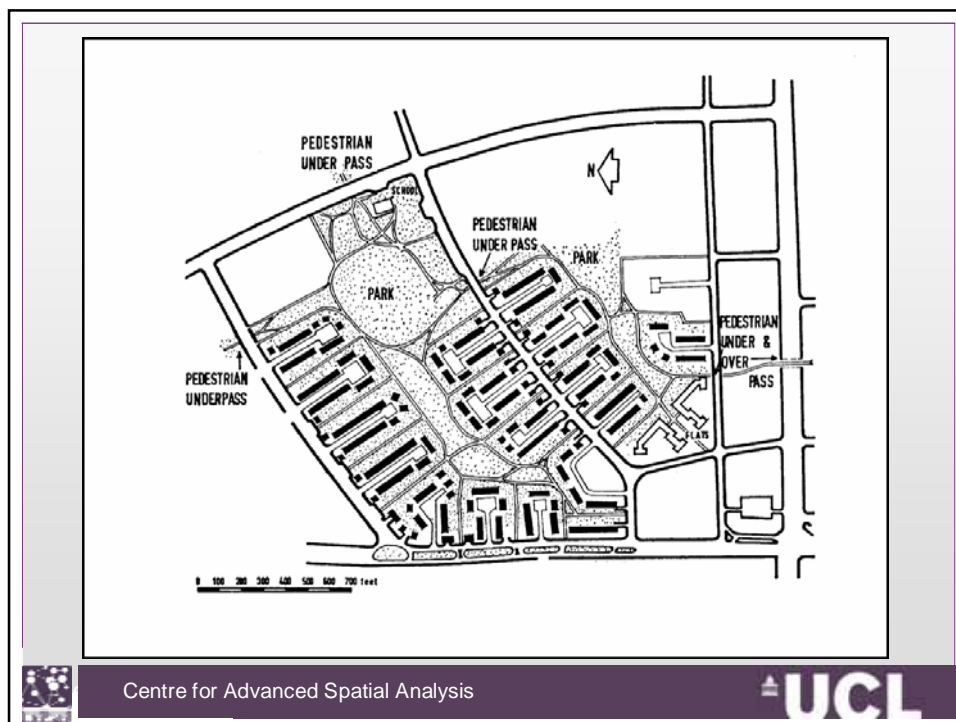 PEDESTRIAN
UNDER PASS
SCHOOL
N
PEDESTRIAN
UNDER PASS
PARK
PARK
PEDESTRIAN
UNDER &
OVER
PASS
PEDESTRIAN
UNDERPASS
FLATS
0 100 200 300 400 500 600 700 feet
Centre for Advanced Spatial Analysis
UCL